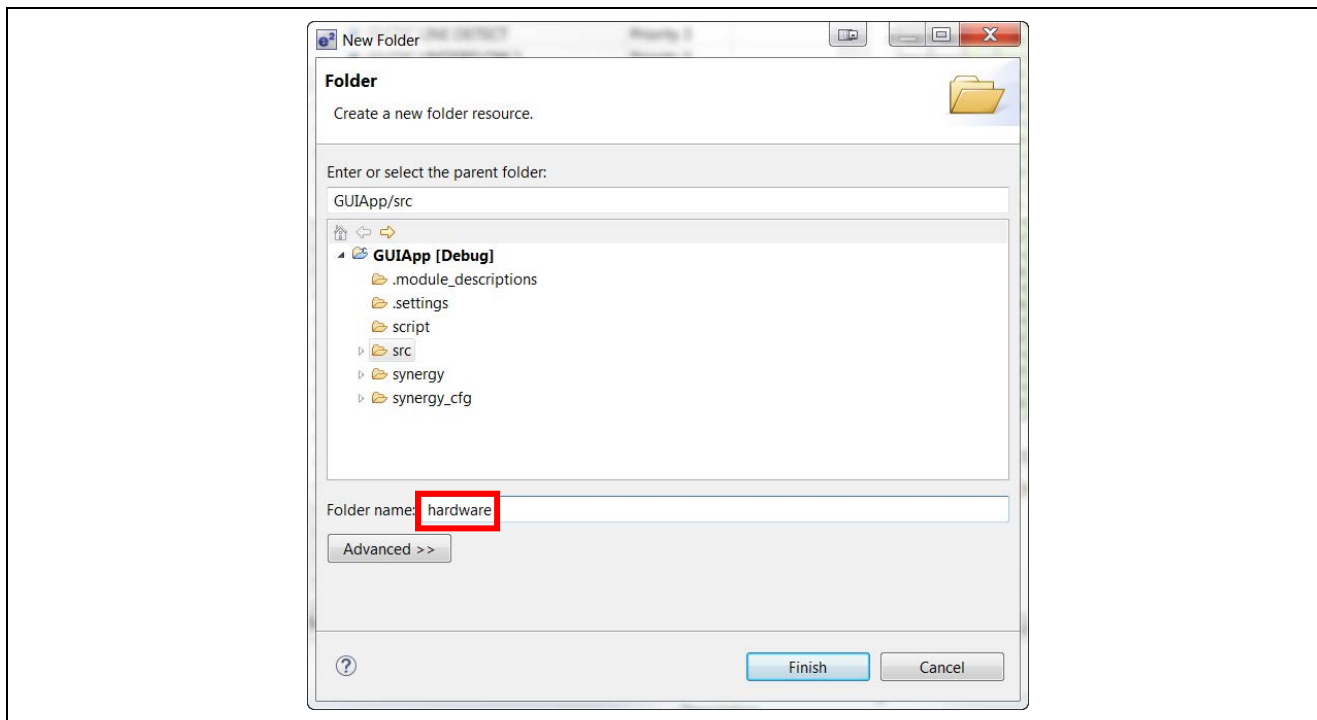 e² New Folder
Folder
Create a new folder resource.
Enter or select the parent folder:
GUIApp/src
GUIApp [Debug]
.module_descriptions
.settings
script
src
synergy
synergy_cfg
Folder name: hardware
Advanced >>
Finish Cancel